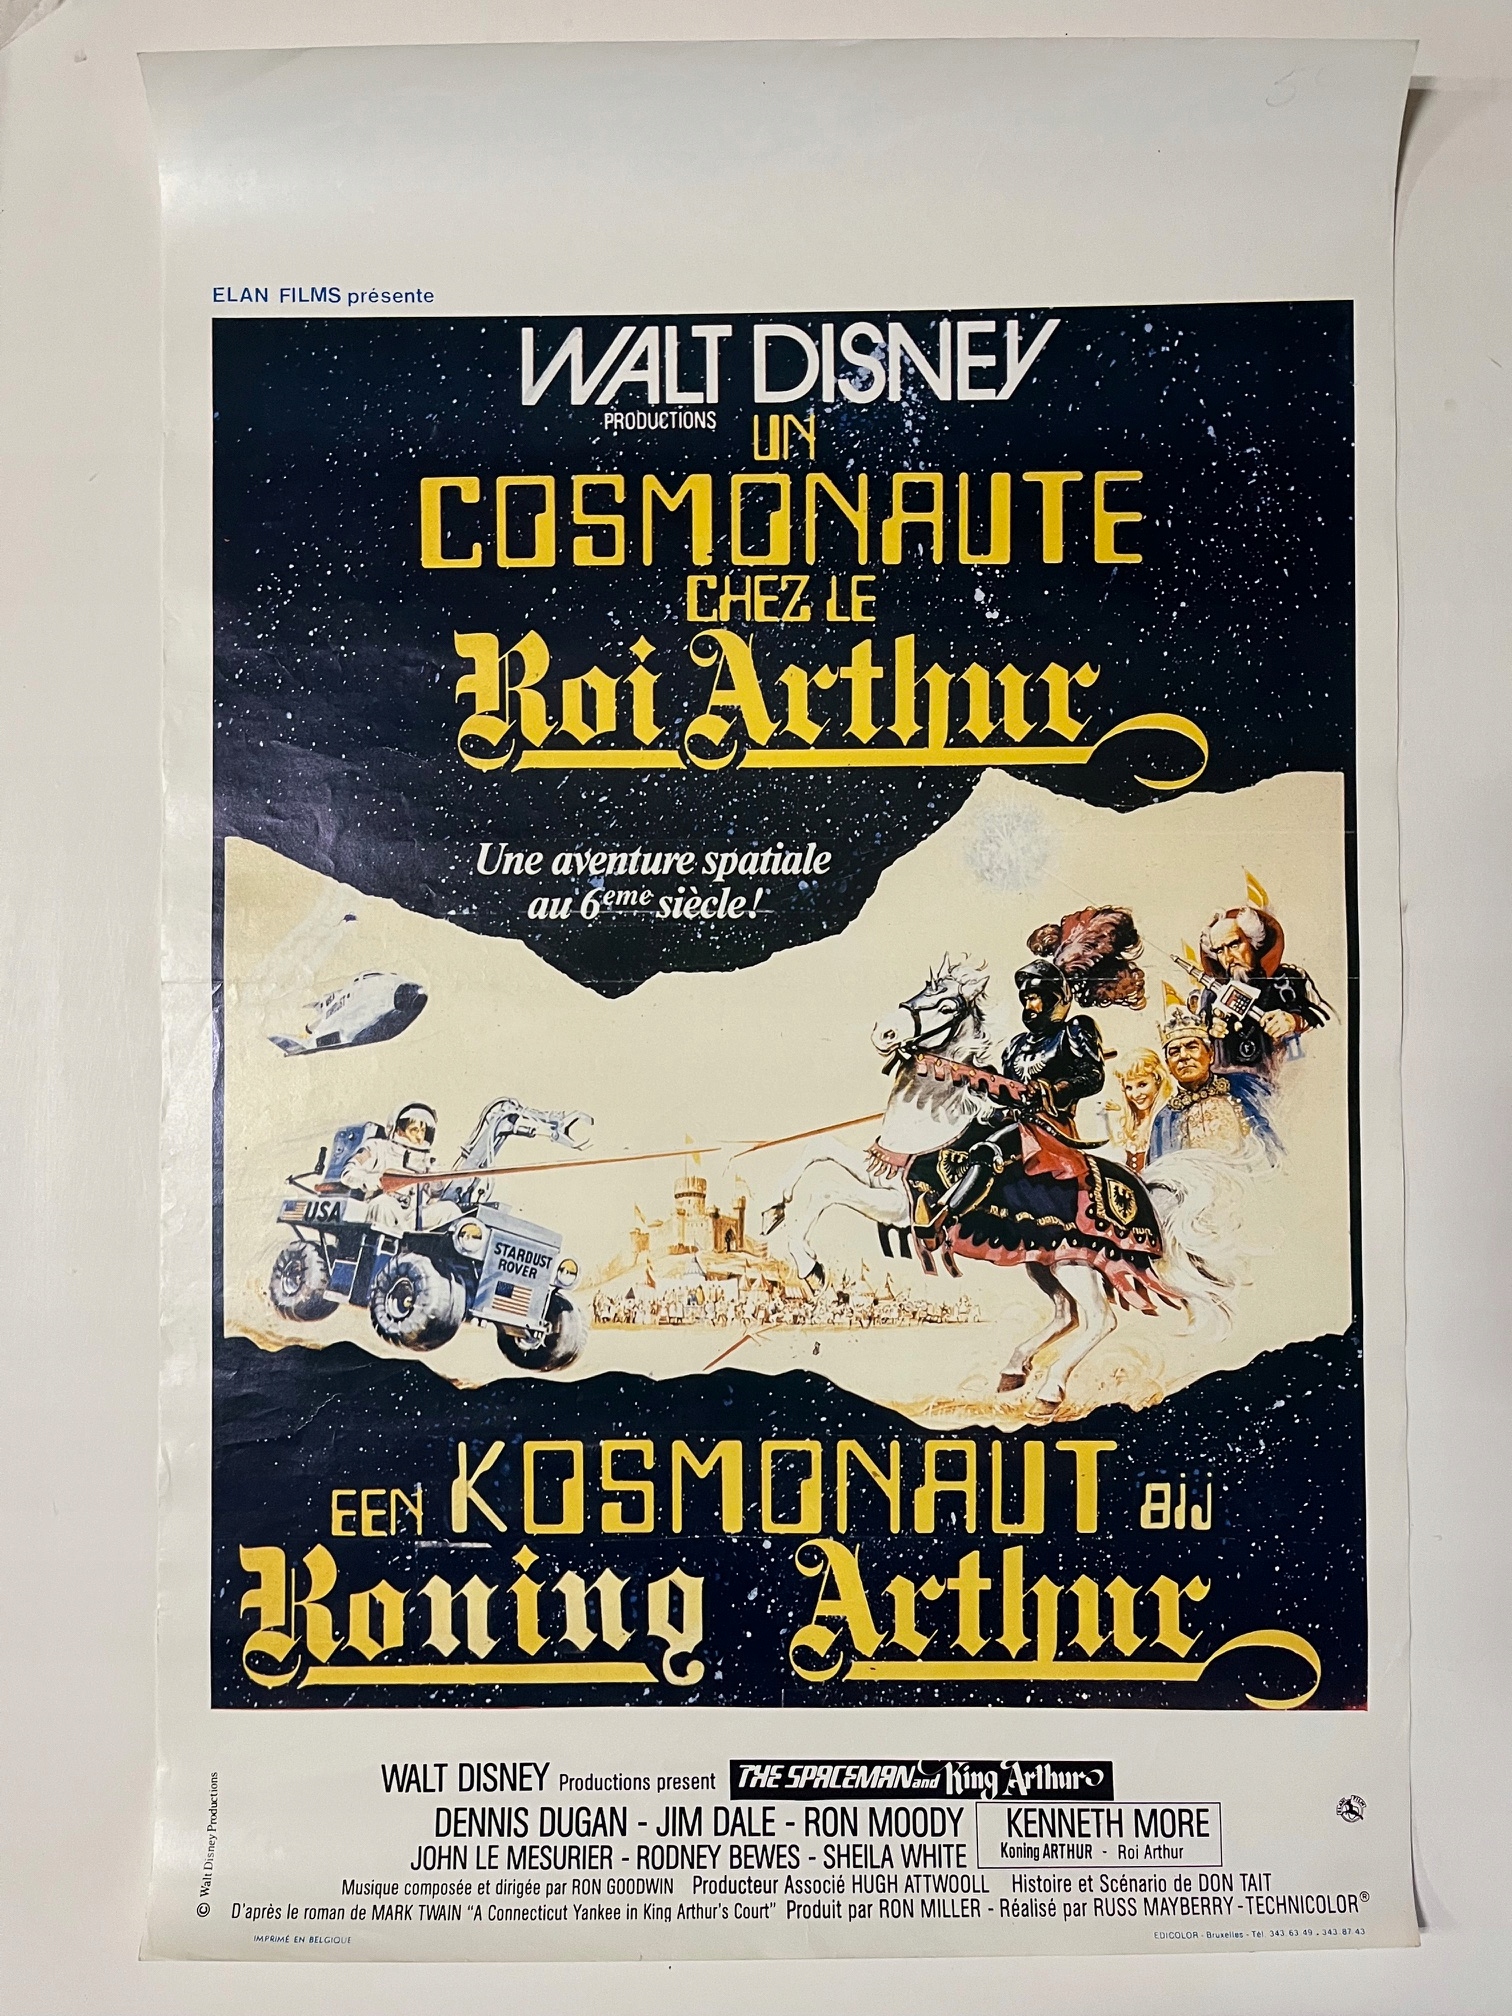 ELAN FILMS présente
WALT DISNEY
PRODUCTIONS
UN
COSMONAUTE
CHEZ LE
Roi Arthur
Une aventure spatiale
au 6eme siècle!
USA
STARDUST
ROVER
EEN KOSMONAUT BIJ
Koning Arthur
WALT DISNEY Productions present THE SPACEMAN and King Arthur
DENNIS DUGAN - JIM DALE - RON MOODY KENNETH MORE
JOHN LE MESURIER - RODNEY BEWES - SHEILA WHITE Koning ARTHUR - Roi Arthur
Musique composée et dirigée par RON GOODWIN Producteur Associé HUGH ATTWOOLL Histoire et Scénario de DON TAIT
D'après le roman de MARK TWAIN "A Connecticut Yankee in King Arthur's Court" Produit par RON MILLER - Réalisé par RUSS MAYBERRY - TECHNICOLOR®
© Walt Disney Productions
IMPRIMÉ EN BELGIQUE
EDICOLOR - Bruxelles - Tél. 343 63 49 - 343 87 43